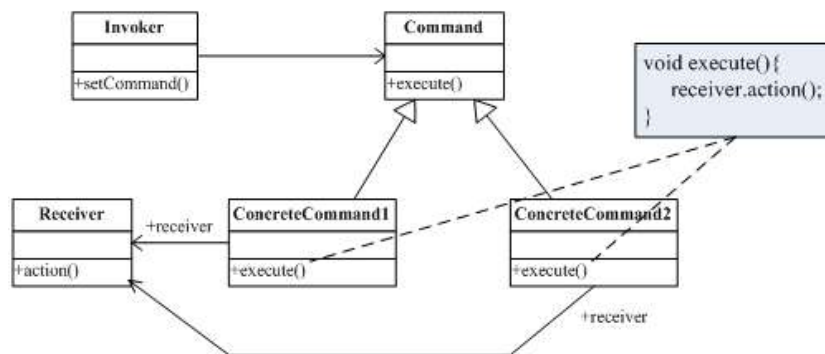 Invoker
+setCommand()
Command
+execute()
void execute(){
receiver.action();
}
Receiver
+action()
+receiver
ConcreteCommand1
+execute()
ConcreteCommand2
+execute()
+receiver